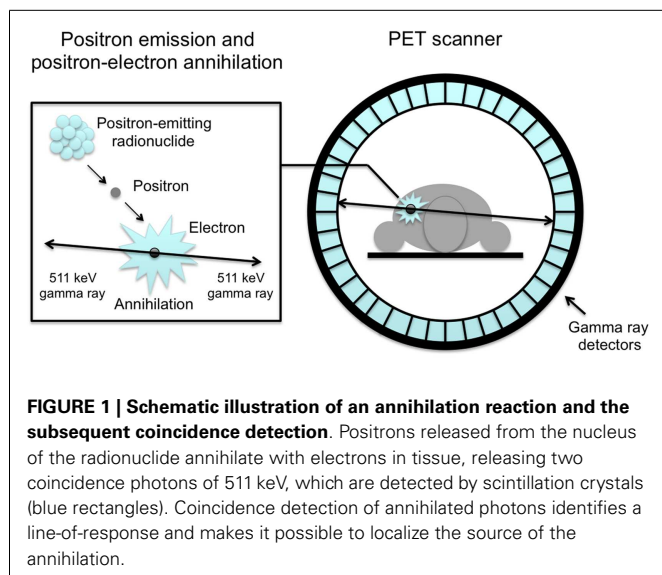 Positron emission and
positron-electron annihilation
PET scanner
Positron-emitting
radionuclide
Positron
Electron
511 keV
gamma ray
511 keV
gamma ray
Annihilation
Gamma ray
detectors
FIGURE 1 | Schematic illustration of an annihilation reaction and the
subsequent coincidence detection. Positrons released from the nucleus
of the radionuclide annihilate with electrons in tissue, releasing two
coincidence photons of 511 keV, which are detected by scintillation crystals
(blue rectangles). Coincidence detection of annihilated photons identifies a
line-of-response and makes it possible to localize the source of the
annihilation.